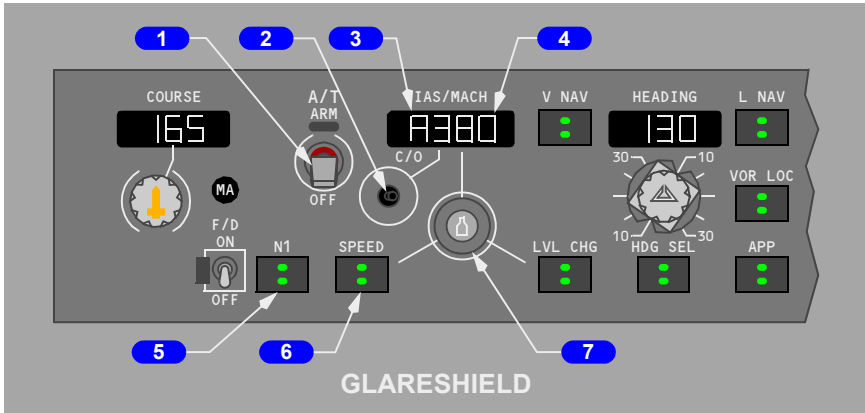 1 2 3 4
COURSE A/T ARM IAS/MACH V NAV HEADING L NAV
165 A380 130
C/O 30 10
MA OFF VOR LOC
F/D ON N1 SPEED LVL CHG 10 HDG SEL 30 APP
OFF
5 6 7
GLARESHIELD